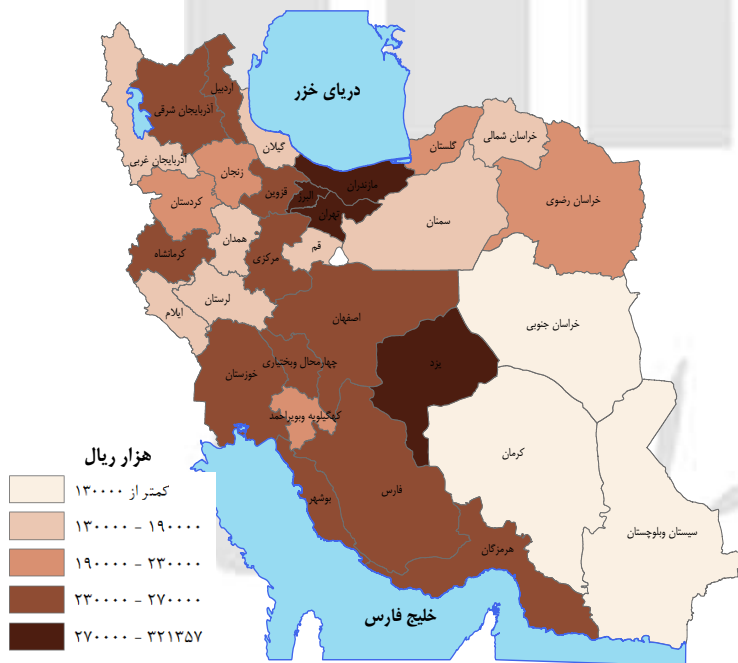 دریای خزر
اردبیل
آذربایجان شرقی
گیلان
آذربایجان غربی
خراسان شمالی
گلستان
زنجان
مازندران
قزوین
البرز
تهران
خراسان رضوی
کردستان
سمنان
همدان
قم
مرکزی
کرمانشاه
لرستان
ایلام
اصفهان
خراسان جنوبی
چهارمحال وبختیاری
یزد
خوزستان
کهگیلویه وبویراحمد
کرمان
فارس
بوشهر
سیستان وبلوچستان
هرمزگان
خلیج فارس
هزار ریال
کمتر از ۱۳۰۰۰۰
۱۳۰۰۰۰ - ۱۹۰۰۰۰
۱۹۰۰۰۰ - ۲۳۰۰۰۰
۲۳۰۰۰۰ - ۲۷۰۰۰۰
۲۷۰۰۰۰ - ۳۲۱۳۵۷